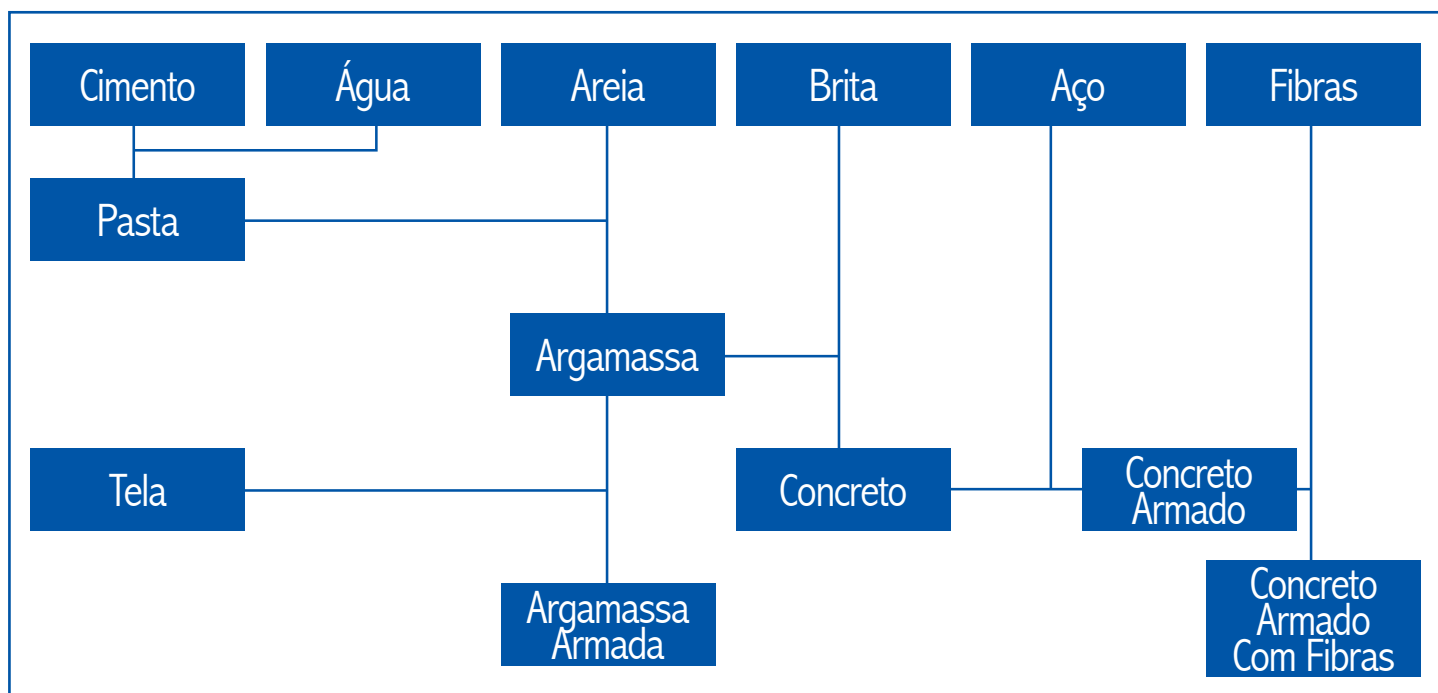 Cimento
Água
Areia
Brita
Aço
Fibras
Pasta
Argamassa
Tela
Concreto
Concreto
Armado
Argamassa
Armada
Concreto
Armado
Com Fibras